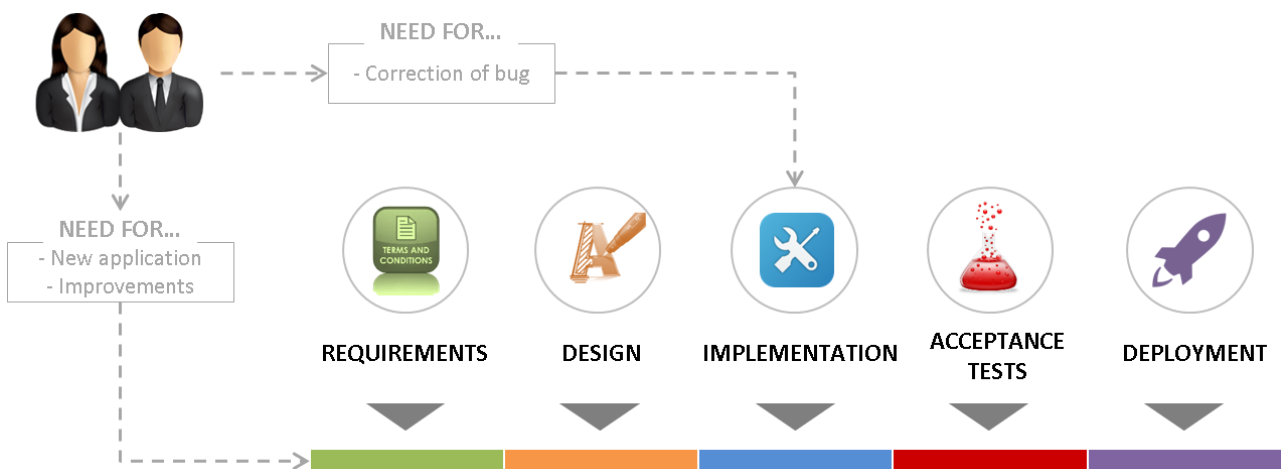 NEED FOR...
- Correction of bug
NEED FOR...
- New application
- Improvements
TERMS AND
CONDITIONS
REQUIREMENTS
DESIGN
IMPLEMENTATION
ACCEPTANCE
TESTS
DEPLOYMENT